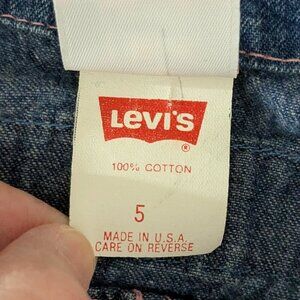 Levi's
®
100% COTTON
5
MADE IN U.S.A.
CARE ON REVERSE